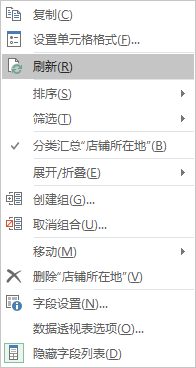 复制(C)
设置单元格格式(F)...
刷新(R)
排序(S)
筛选(T)
分类汇总"店铺所在地"(B)
展开/折叠(E)
创建组(G)...
取消组合(U)...
移动(M)
删除"店铺所在地"(V)
字段设置(N)...
数据透视表选项(O)...
隐藏字段列表(D)